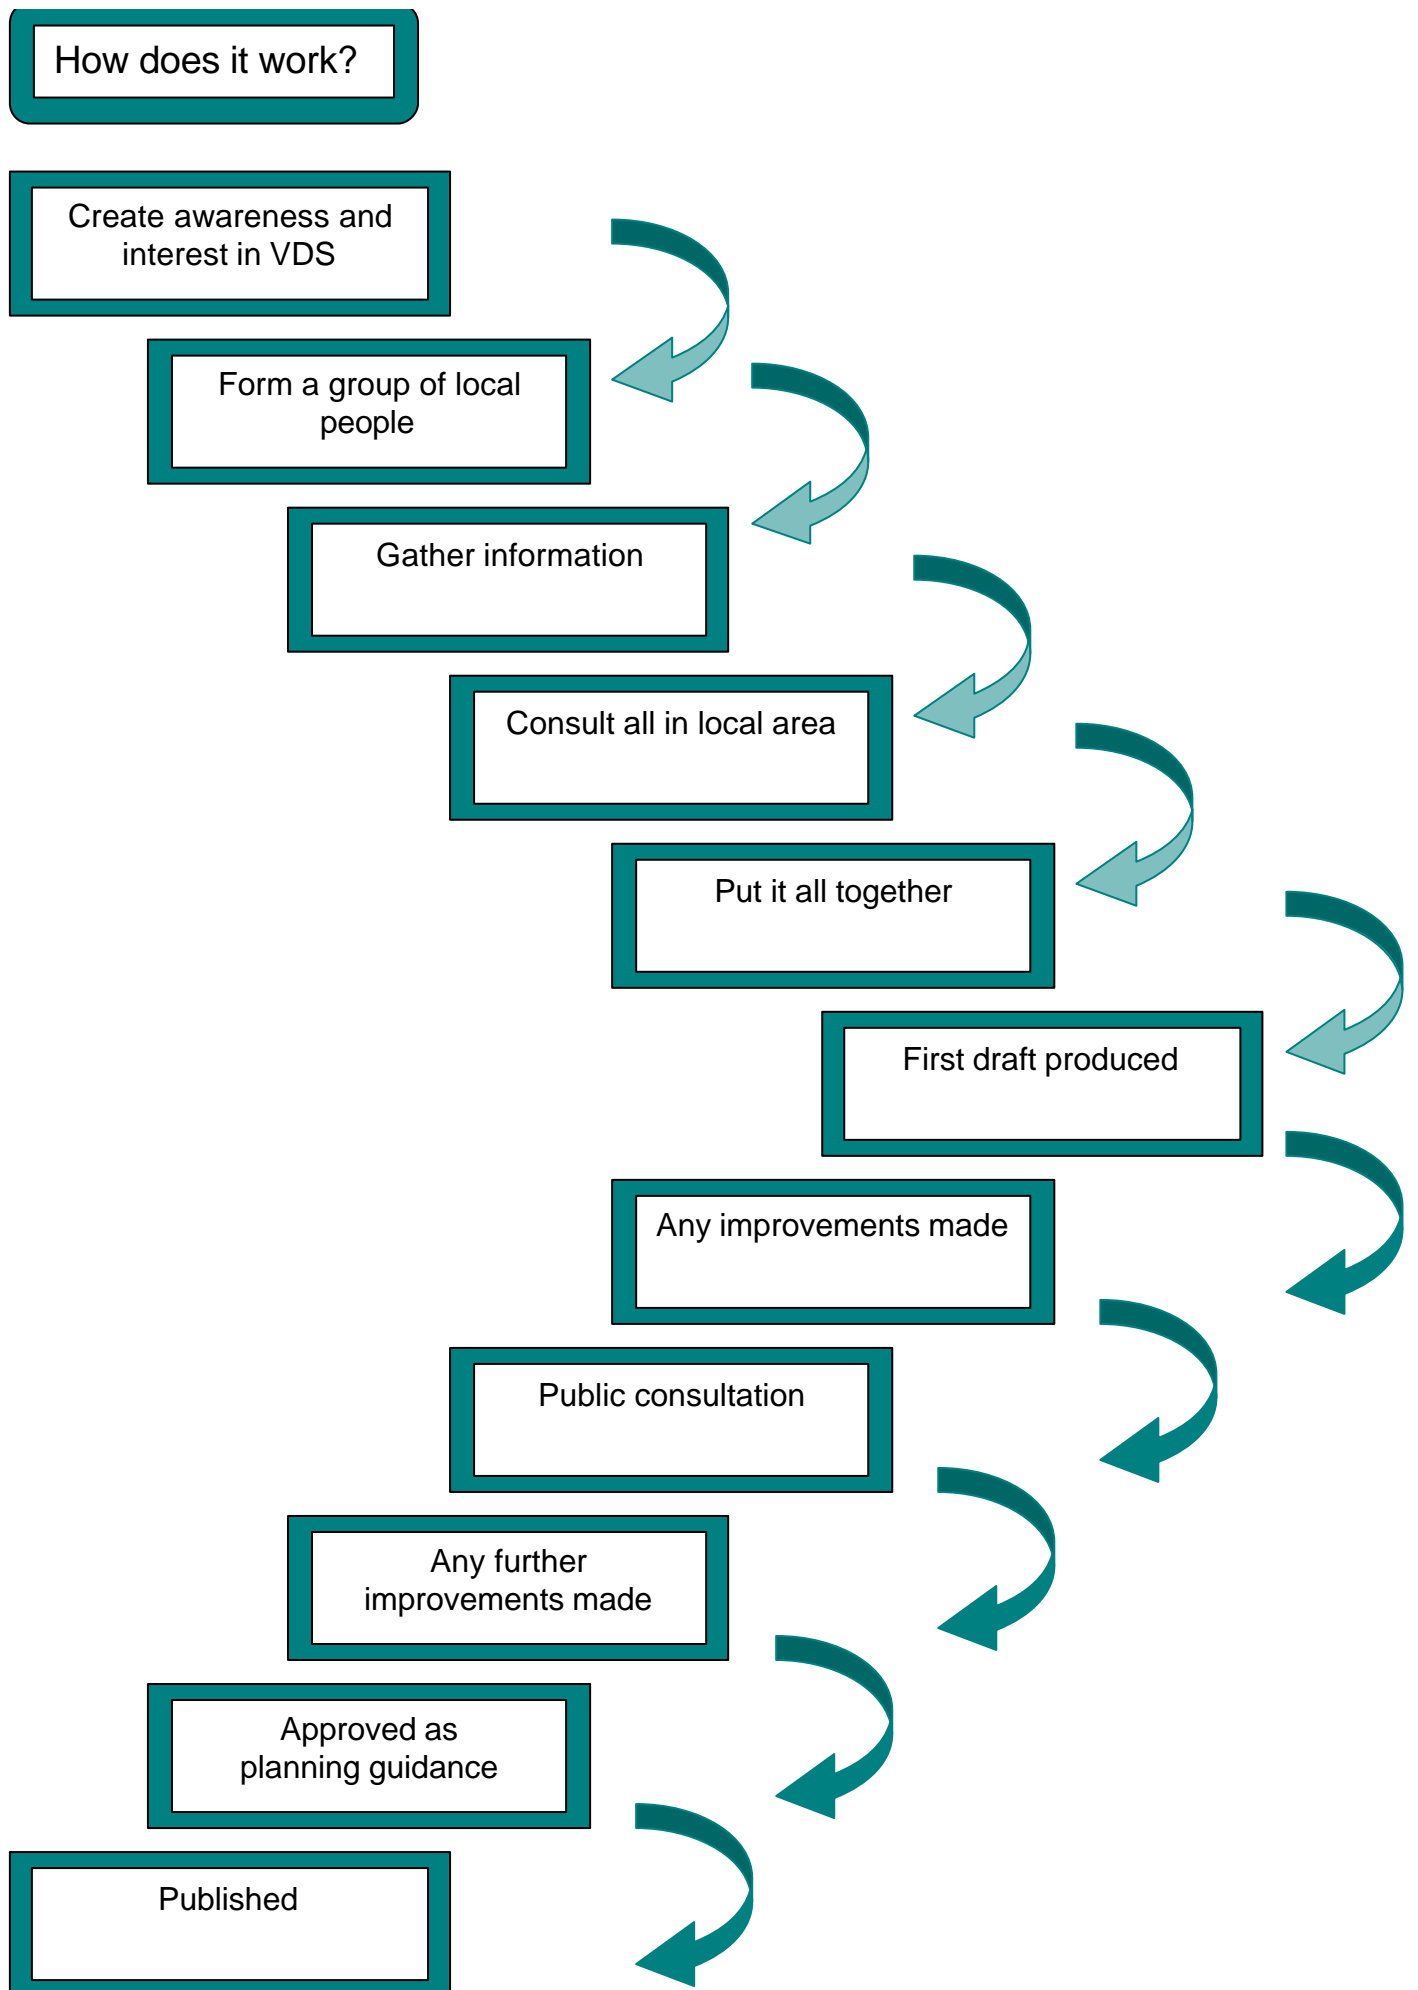 How does it work?
Create awareness and
interest in VDS
Form a group of local
people
Gather information
Consult all in local area
Put it all together
First draft produced
Any improvements made
Public consultation
Any further
improvements made
Approved as
planning guidance
Published